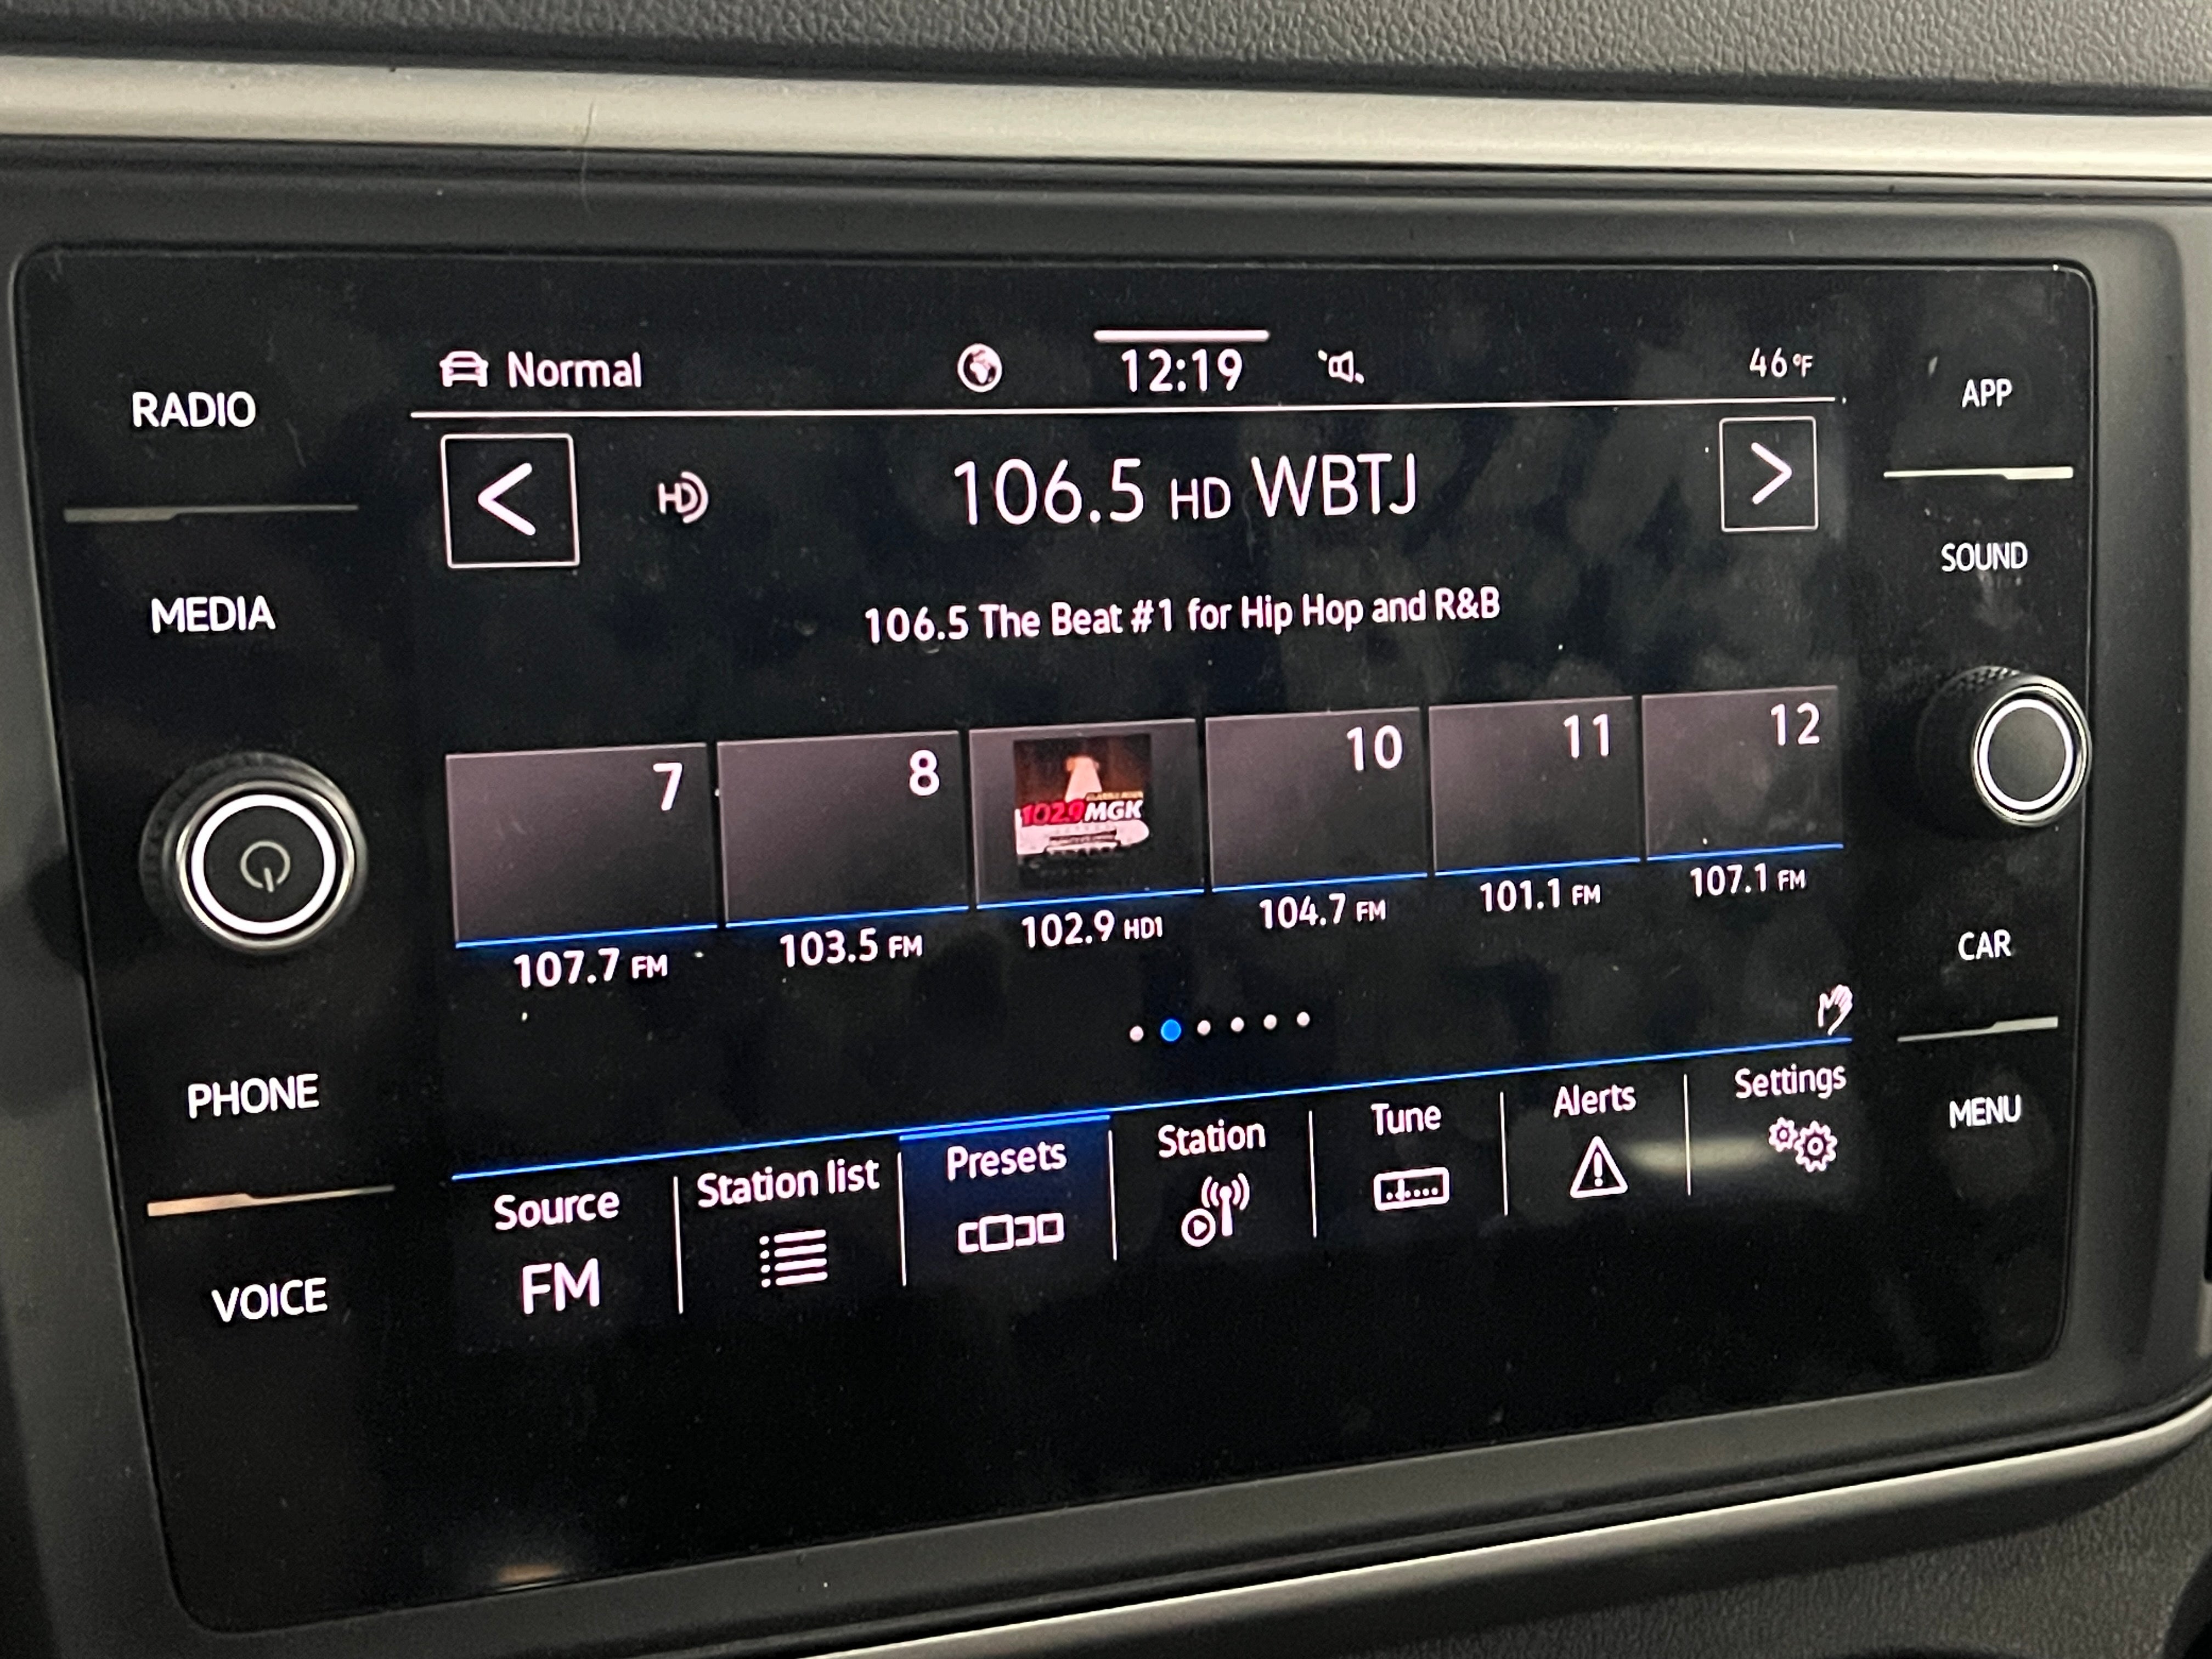 RADIO
MEDIA
PHONE
VOICE
Normal
12:19
46°F
HD
106.5 HD WBTJ
106.5 The Beat #1 for Hip Hop and R&B
7
8
10
11
12
102.9 MGK
107.7 FM
103.5 FM
102.9 HD1
104.7 FM
101.1 FM
107.1 FM
Source
FM
Station list
Presets
Station
Tune
Alerts
Settings
APP
SOUND
CAR
MENU